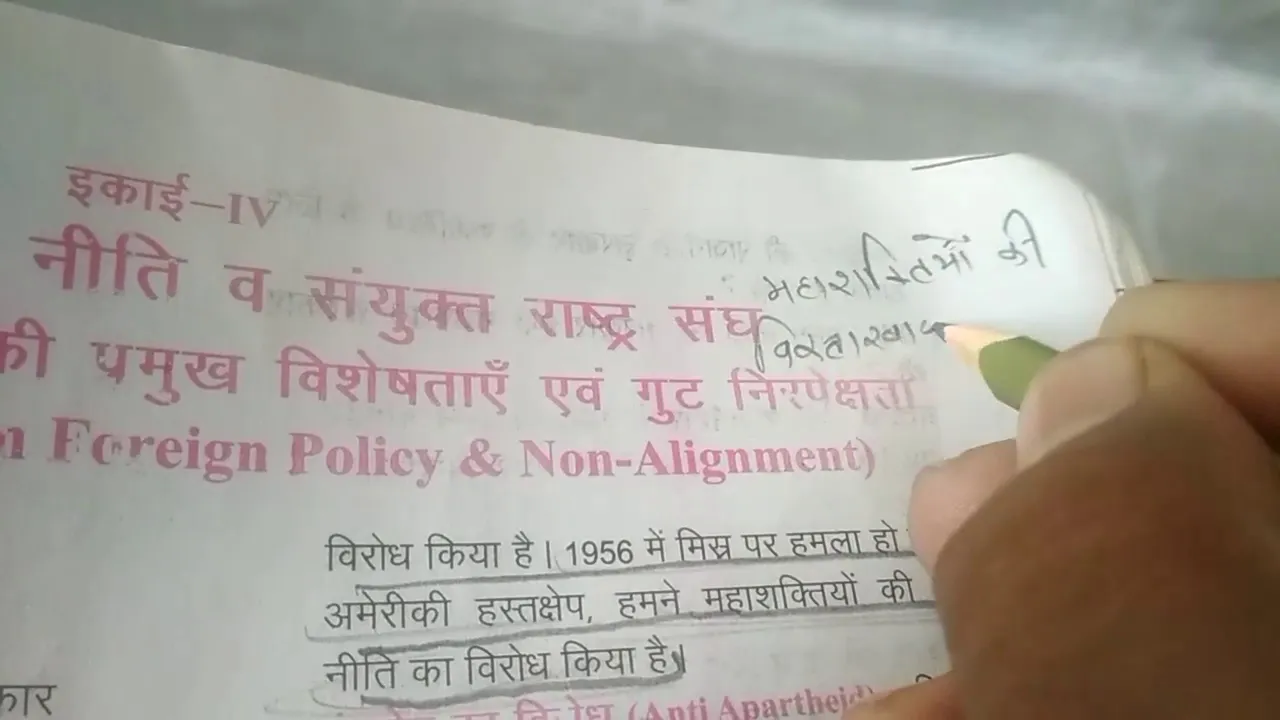 इकाई–IV
नीति व संयुक्त राष्ट्र संघ
की प्रमुख विशेषताएँ एवं गुट निरपेक्षता
n Foreign Policy & Non-Alignment)
महाशक्तियों की
विस्तारवाद
विरोध किया है। 1956 में मिस्र पर हमला हो
अमेरीकी हस्तक्षेप, हमने महाशक्तियों की
नीति का विरोध किया है।
कार
का विरोध (Anti Apartheid)